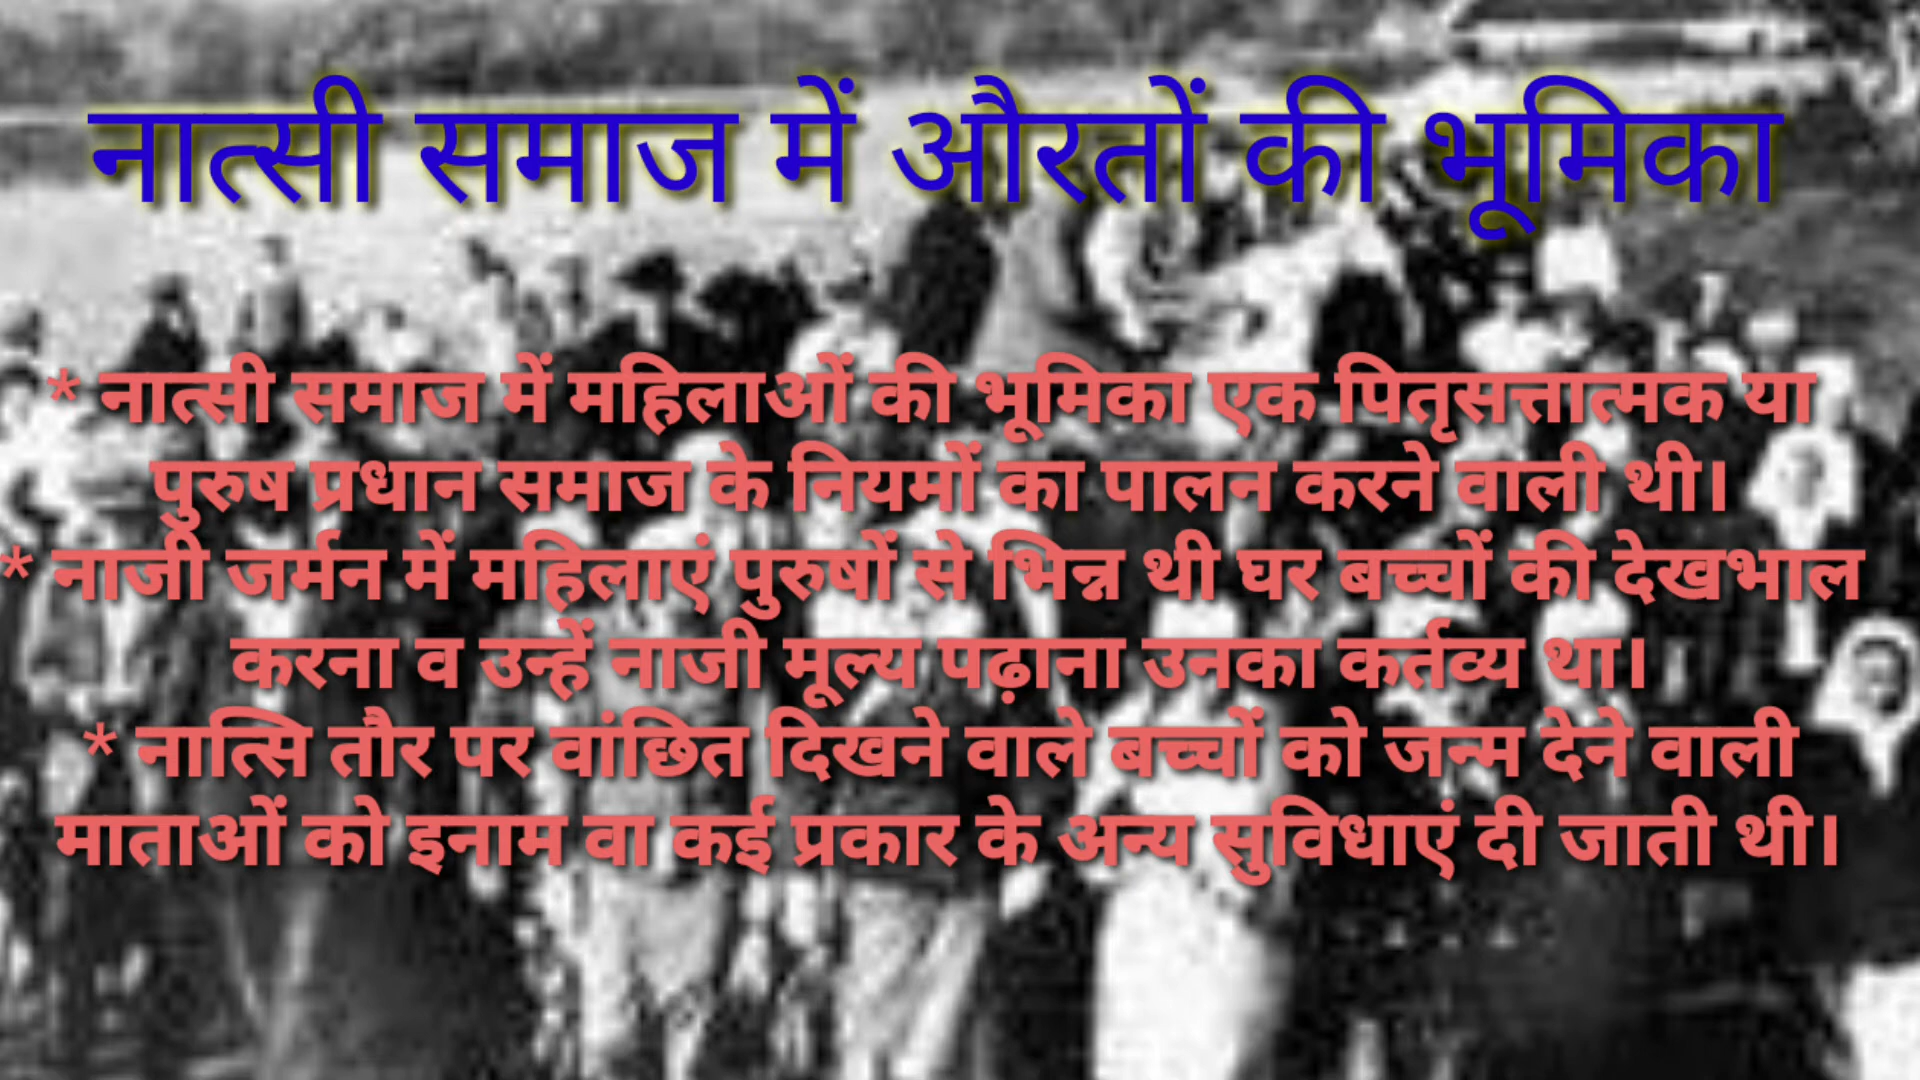 नात्सी समाज में औरतों की भूमिका
* नात्सी समाज में महिलाओं की भूमिका एक पितृसत्तात्मक या
पुरुष प्रधान समाज के नियमों का पालन करने वाली थी।
* नाजी जर्मन में महिलाएं पुरुषों से भिन्न थी घर बच्चों की देखभाल
करना व उन्हें नाजी मूल्य पढ़ाना उनका कर्तव्य था।
* नात्सि तौर पर वांछित दिखने वाले बच्चों को जन्म देने वाली
माताओं को इनाम वा कई प्रकार के अन्य सुविधाएं दी जाती थी।